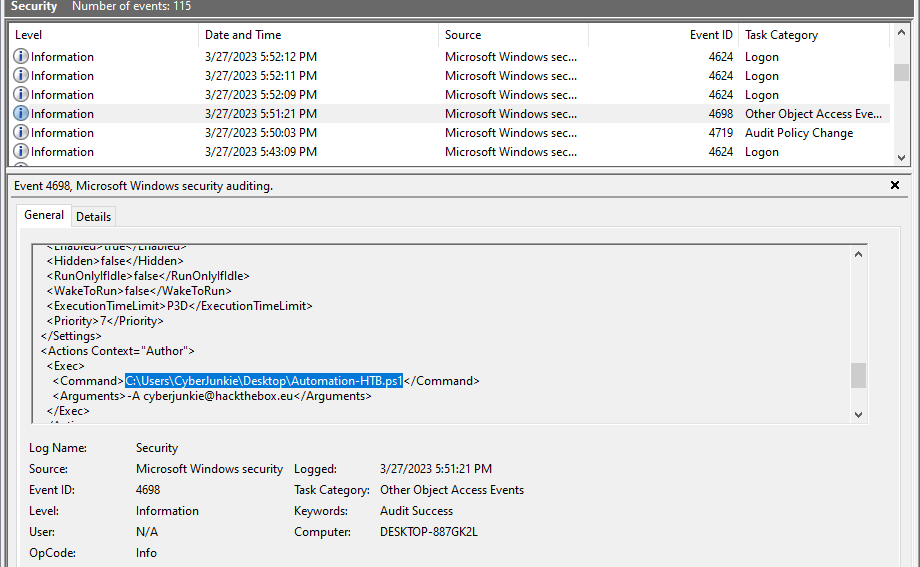 Security Number of events: 115
Level Date and Time Source Event ID Task Category
Information 3/27/2023 5:52:12 PM Microsoft Windows sec... 4624 Logon
Information 3/27/2023 5:52:11 PM Microsoft Windows sec... 4624 Logon
Information 3/27/2023 5:52:09 PM Microsoft Windows sec... 4624 Logon
Information 3/27/2023 5:51:21 PM Microsoft Windows sec... 4698 Other Object Access Eve...
Information 3/27/2023 5:50:03 PM Microsoft Windows sec... 4719 Audit Policy Change
Information 3/27/2023 5:43:09 PM Microsoft Windows sec... 4624 Logon
Event 4698, Microsoft Windows security auditing.
General Details
<Enabled>true</Enabled>
<Hidden>false</Hidden>
<RunOnlyIfIdle>false</RunOnlyIfIdle>
<WakeToRun>false</WakeToRun>
<ExecutionTimeLimit>P3D</ExecutionTimeLimit>
<Priority>7</Priority>
</Settings>
<Actions Context="Author">
<Exec>
<Command>C:\Users\CyberJunkie\Desktop\Automation-HTB.ps1</Command>
<Arguments>-A cyberjunkie@hackthebox.eu</Arguments>
</Exec>
Log Name: Security
Source: Microsoft Windows security Logged: 3/27/2023 5:51:21 PM
Event ID: 4698 Task Category: Other Object Access Events
Level: Information Keywords: Audit Success
User: N/A Computer: DESKTOP-887GK2L
OpCode: Info